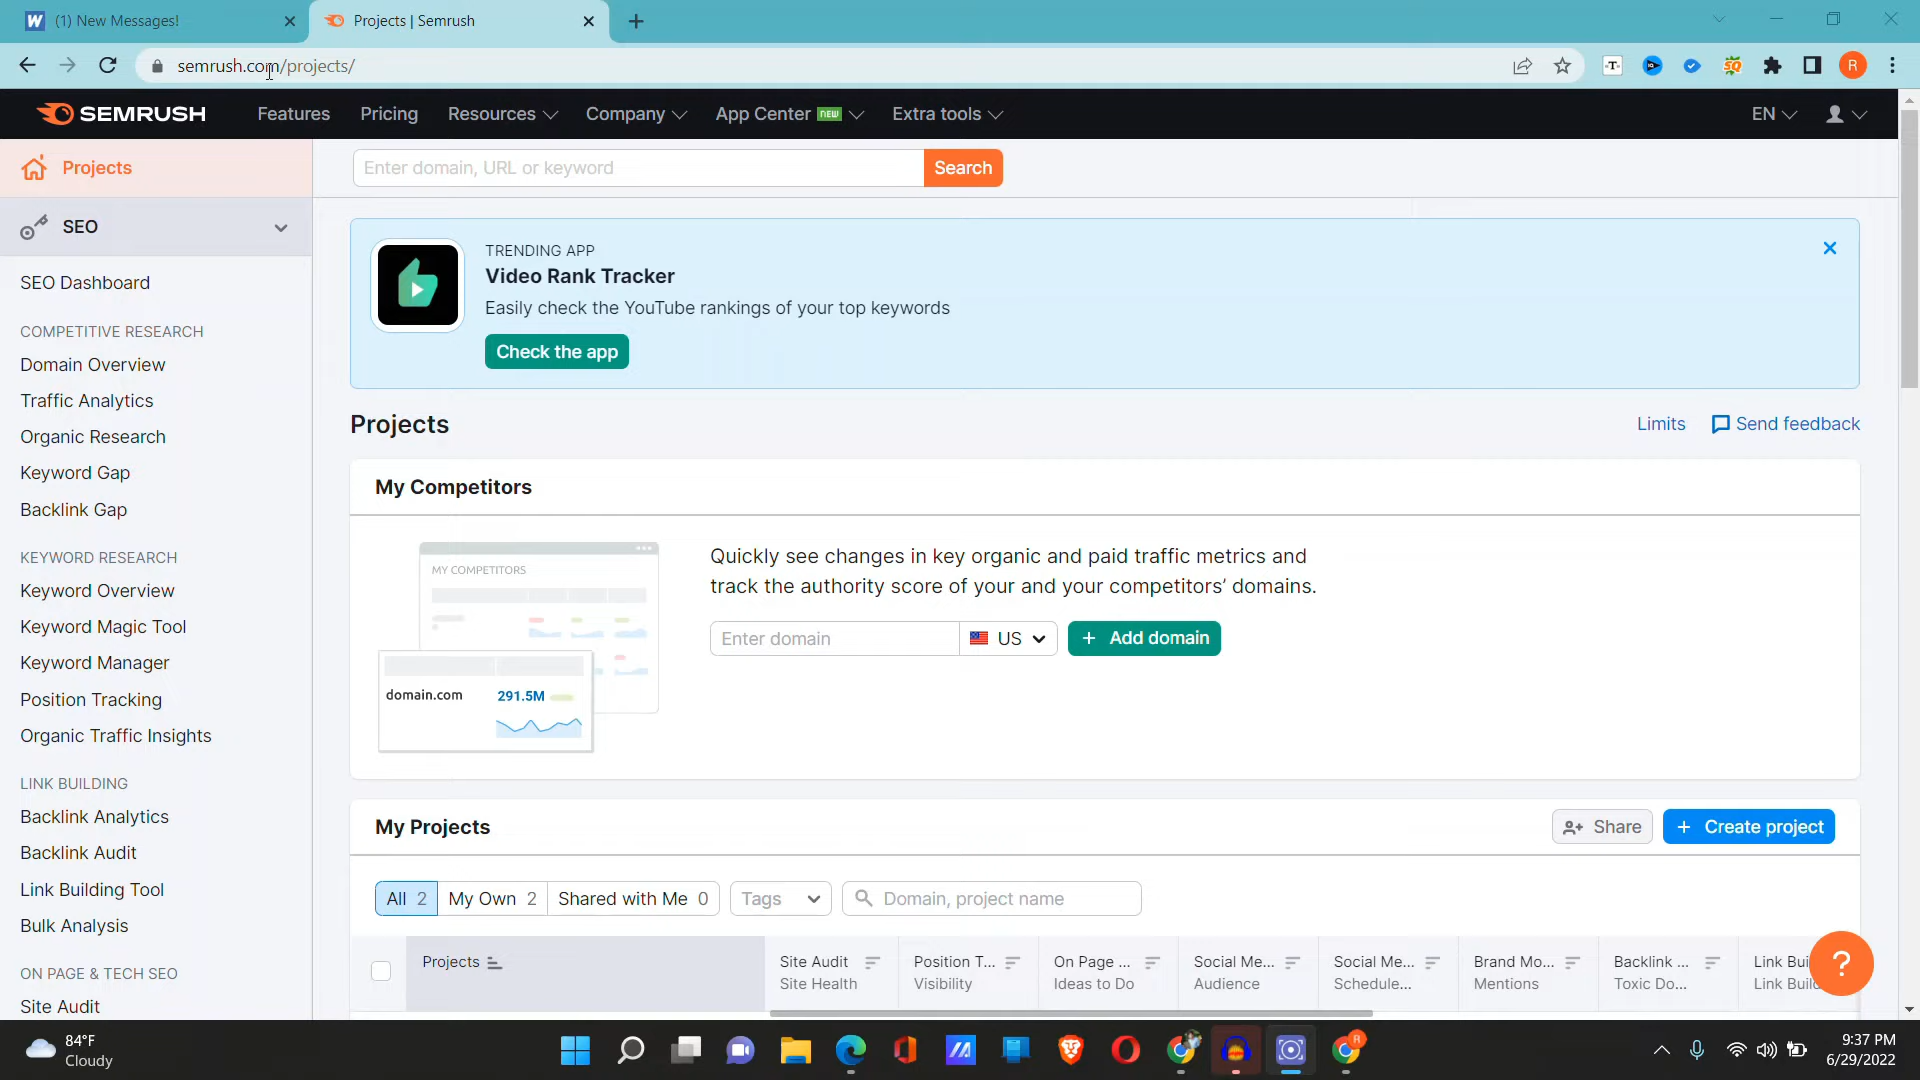 W (1) New Messages!
Projects | Semrush
semrush.com/projects/
-T-
SQ
R
SEMRUSH
Features
Pricing
Resources
Company
App Center NEW
Extra tools
EN
Projects
Enter domain, URL or keyword
Search
SEO
SEO Dashboard
COMPETITIVE RESEARCH
Domain Overview
Traffic Analytics
Organic Research
Keyword Gap
Backlink Gap
KEYWORD RESEARCH
Keyword Overview
Keyword Magic Tool
Keyword Manager
Position Tracking
Organic Traffic Insights
LINK BUILDING
Backlink Analytics
Backlink Audit
Link Building Tool
Bulk Analysis
ON PAGE & TECH SEO
Site Audit
TRENDING APP
Video Rank Tracker
Easily check the YouTube rankings of your top keywords
Check the app
Projects
Limits
Send feedback
My Competitors
MY COMPETITORS
domain.com 291.5M
Quickly see changes in key organic and paid traffic metrics and
track the authority score of your and your competitors’ domains.
Enter domain
US
+ Add domain
My Projects
Share
+ Create project
All 2
My Own 2
Shared with Me 0
Tags
Domain, project name
Projects
Site Audit
Site Health
Position T...
Visibility
On Page ...
Ideas to Do
Social Me...
Audience
Social Me...
Schedule...
Brand Mo...
Mentions
Backlink ...
Toxic Do...
Link Bui
Link Build
?
84°F
Cloudy
R
9:37 PM
6/29/2022